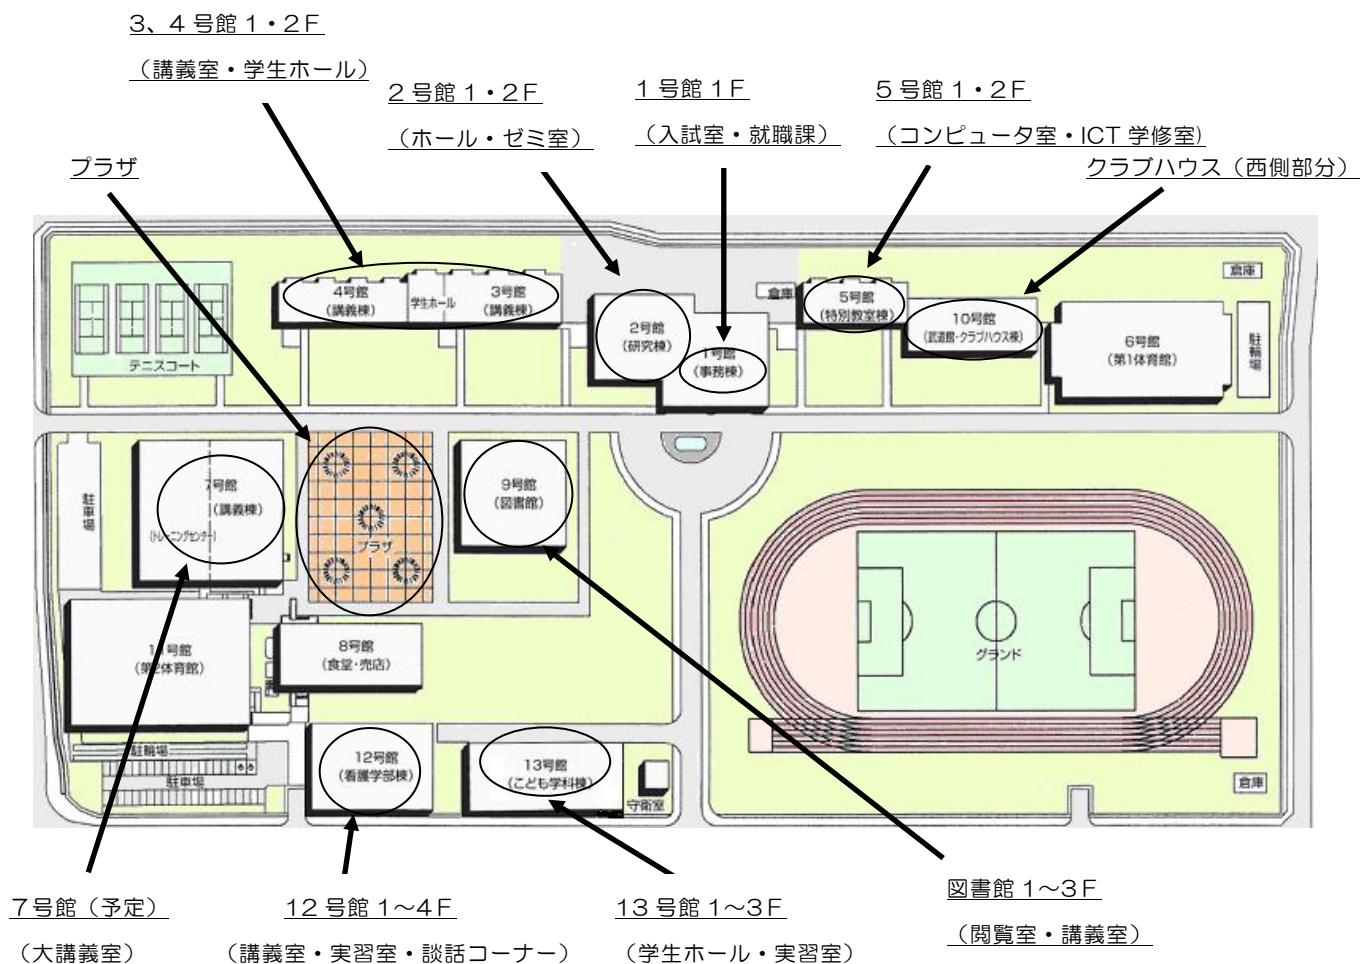 3、4号館1・2F
（講義室・学生ホール）
2号館1・2F
（ホール・ゼミ室）
1号館1F
（入試室・就職課）
5号館1・2F
（コンピュータ室・ICT学修室)
クラブハウス（西側部分）
プラザ
倉庫
4号館
(講義棟)
学生ホール
3号館
(講義棟)
2号館
(研究棟)
1号館
(事務棟)
倉庫
5号館
(特別教室棟)
10号館
(武道館・クラブハウス棟)
6号館
(第1体育館)
駐輪場
テニスコート
駐車場
7号館
(講義棟)
(トレーニングセンター)
プラザ
9号館
(図書館)
グランド
11号館
(第2体育館)
8号館
(食堂・売店)
駐輪場
駐車場
12号館
(看護学部棟)
13号館
(こども学科棟)
守衛室
倉庫
7号館（予定）
（大講義室）
12号館1～4F
（講義室・実習室・談話コーナー）
13号館1～3F
（学生ホール・実習室）
図書館1～3F
（閲覧室・講義室）